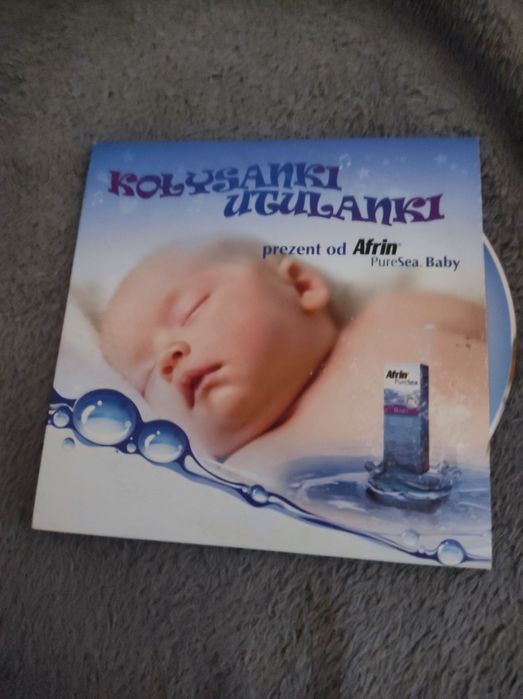 KOŁYSANKI
UTULANKI
prezent od Afrin®
PureSea® Baby
Afrin
PureSea